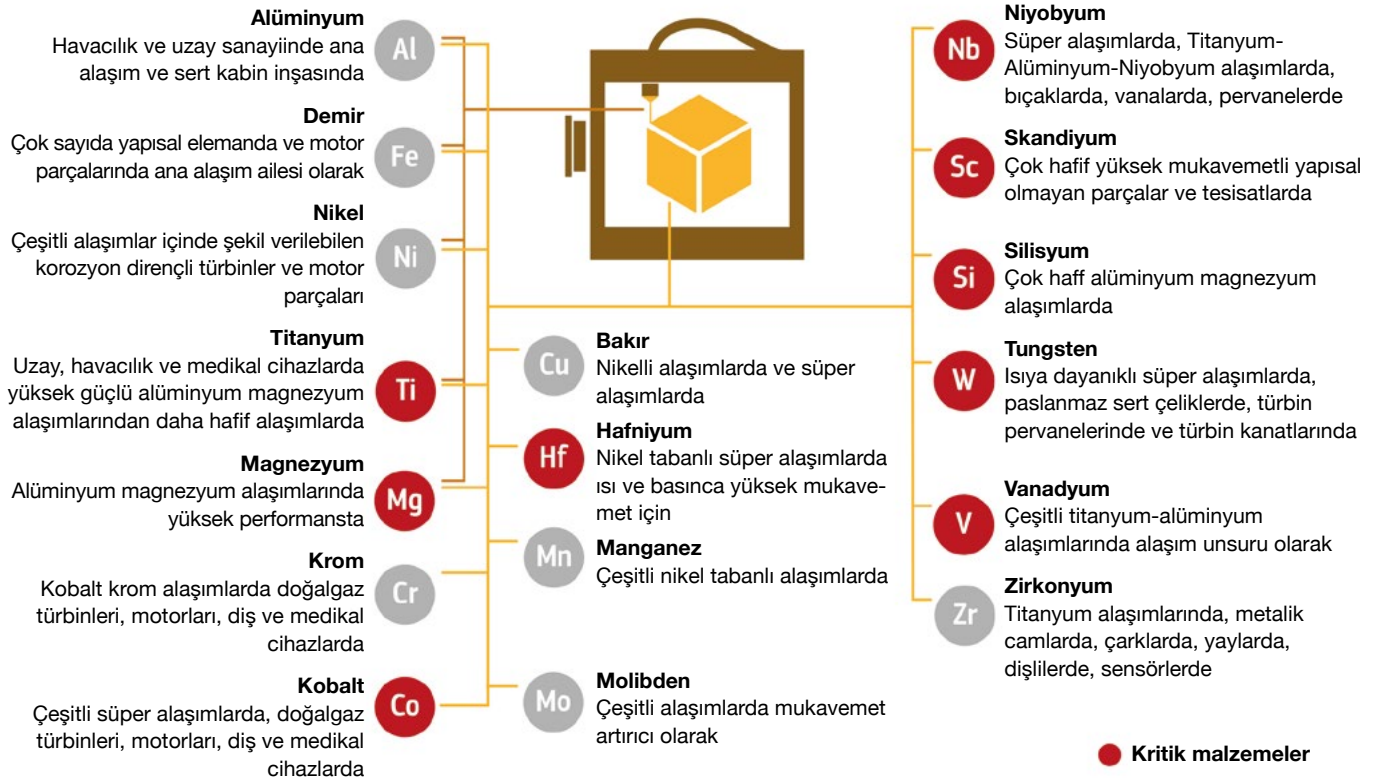 Alüminyum
Havacılık ve uzay sanayiinde ana
alaşım ve sert kabin inşasında
Al
Demir
Çok sayıda yapısal elemanda ve motor
parçalarında ana alaşım ailesi olarak
Fe
Nikel
Çeşitli alaşımlar içinde şekil verilebilen
korozyon dirençli türbinler ve motor
parçaları
Ni
Titanyum
Uzay, havacılık ve medikal cihazlarda
yüksek güçlü alüminyum magnezyum
alaşımlarından daha hafif alaşımlarda
Ti
Magnezyum
Alüminyum magnezyum alaşımlarında
yüksek performansta
Mg
Krom
Kobalt krom alaşımlarda doğalgaz
türbinleri, motorları, diş ve medikal
cihazlarda
Cr
Kobalt
Çeşitli süper alaşımlarda, doğalgaz
türbinleri, motorları, diş ve medikal
cihazlarda
Co
Cu
Bakır
Nikelli alaşımlarda ve süper
alaşımlarda
Hf
Hafniyum
Nikel tabanlı süper alaşımlarda
ısı ve basınca yüksek mukave-
met için
Mn
Manganez
Çeşitli nikel tabanlı alaşımlarda
Mo
Molibden
Çeşitli alaşımlarda mukavemet
artırıcı olarak
Nb
Niyobyum
Süper alaşımlarda, Titanyum-
Alüminyum-Niyobyum alaşımlarda,
bıçaklarda, vanalarda, pervanelerde
Sc
Skandiyum
Çok hafif yüksek mukavemetli yapısal
olmayan parçalar ve tesisatlarda
Si
Silisyum
Çok haff alüminyum magnezyum
alaşımlarda
W
Tungsten
Isıya dayanıklı süper alaşımlarda,
paslanmaz sert çeliklerde, türbin
pervanelerinde ve türbin kanatlarında
V
Vanadyum
Çeşitli titanyum-alüminyum
alaşımlarında alaşım unsuru olarak
Zr
Zirkonyum
Titanyum alaşımlarında, metalik
camlarda, çarklarda, yaylarda,
dişlilerde, sensörlerde
Kritik malzemeler